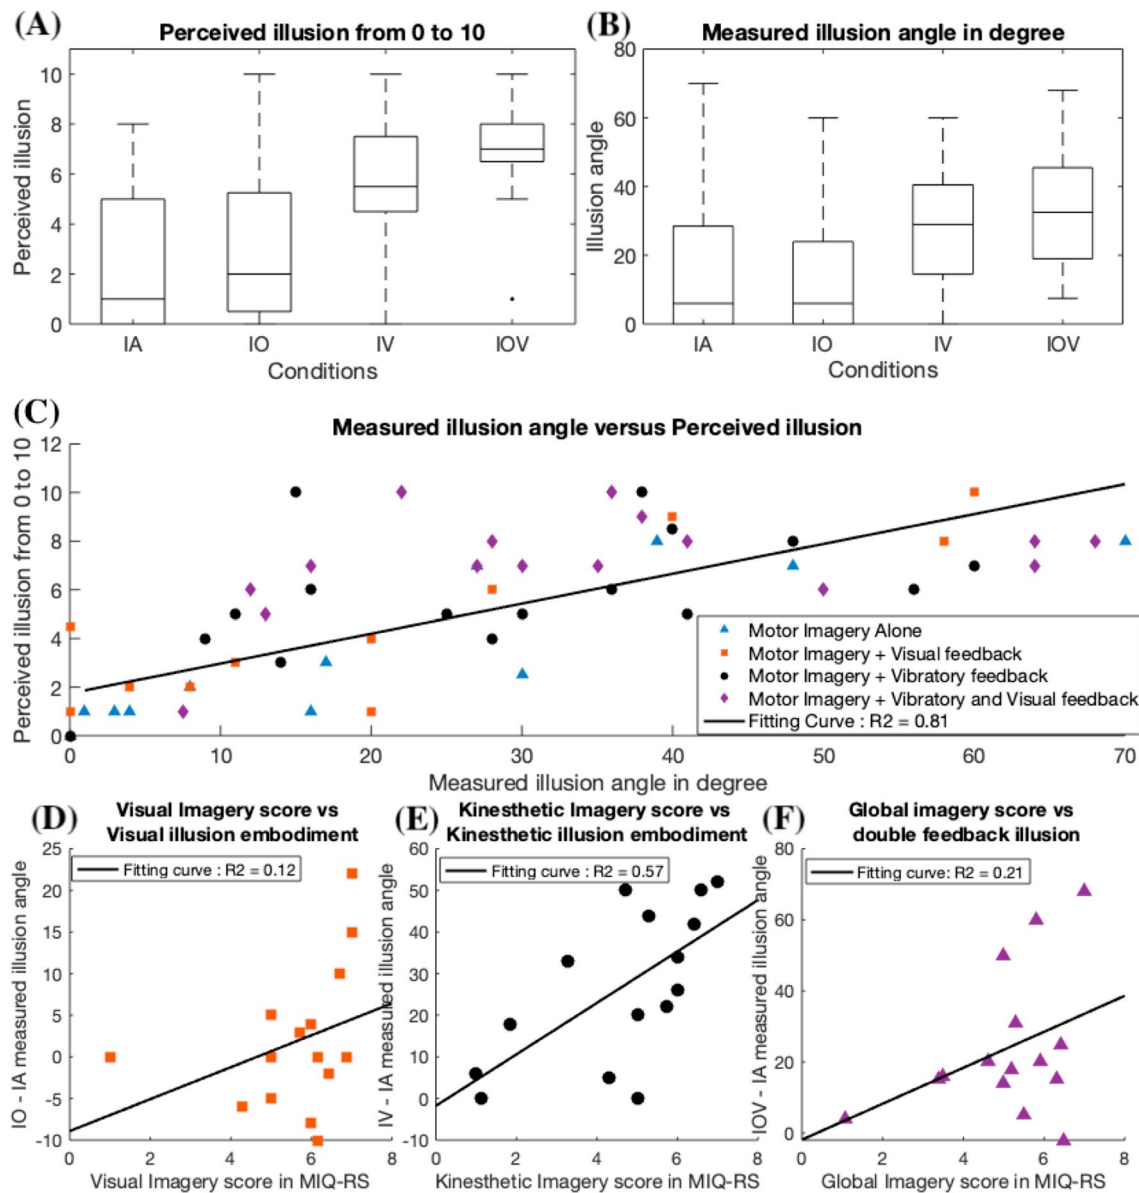 (A) Perceived illusion from 0 to 10
10
8
6
4
2
0
Perceived illusion
IA IO IV IOV
Conditions
(B) Measured illusion angle in degree
80
60
40
20
0
Illusion angle
IA IO IV IOV
Conditions
(C) Measured illusion angle versus Perceived illusion
12
10
8
6
4
2
0
Perceived illusion from 0 to 10
Motor Imagery Alone
Motor Imagery + Visual feedback
Motor Imagery + Vibratory feedback
Motor Imagery + Vibratory and Visual feedback
Fitting Curve : R2 = 0.81
0 10 20 30 40 50 60 70
Measured illusion angle in degree
(D) Visual Imagery score vs
Visual illusion embodiment
25
20
15
10
5
0
-5
-10
IO - IA measured illusion angle
Fitting curve : R2 = 0.12
0 2 4 6 8
Visual Imagery score in MIQ-RS
(E) Kinesthetic Imagery score vs
Kinesthetic illusion embodiment
60
50
40
30
20
10
0
-10
IV - IA measured illusion angle
Fitting curve : R2 = 0.57
0 2 4 6 8
Kinesthetic Imagery score in MIQ-RS
(F) Global imagery score vs
double feedback illusion
80
60
40
20
0
IOV - IA measured illusion angle
Fitting curve: R2 = 0.21
0 2 4 6 8
Global Imagery score in MIQ-RS